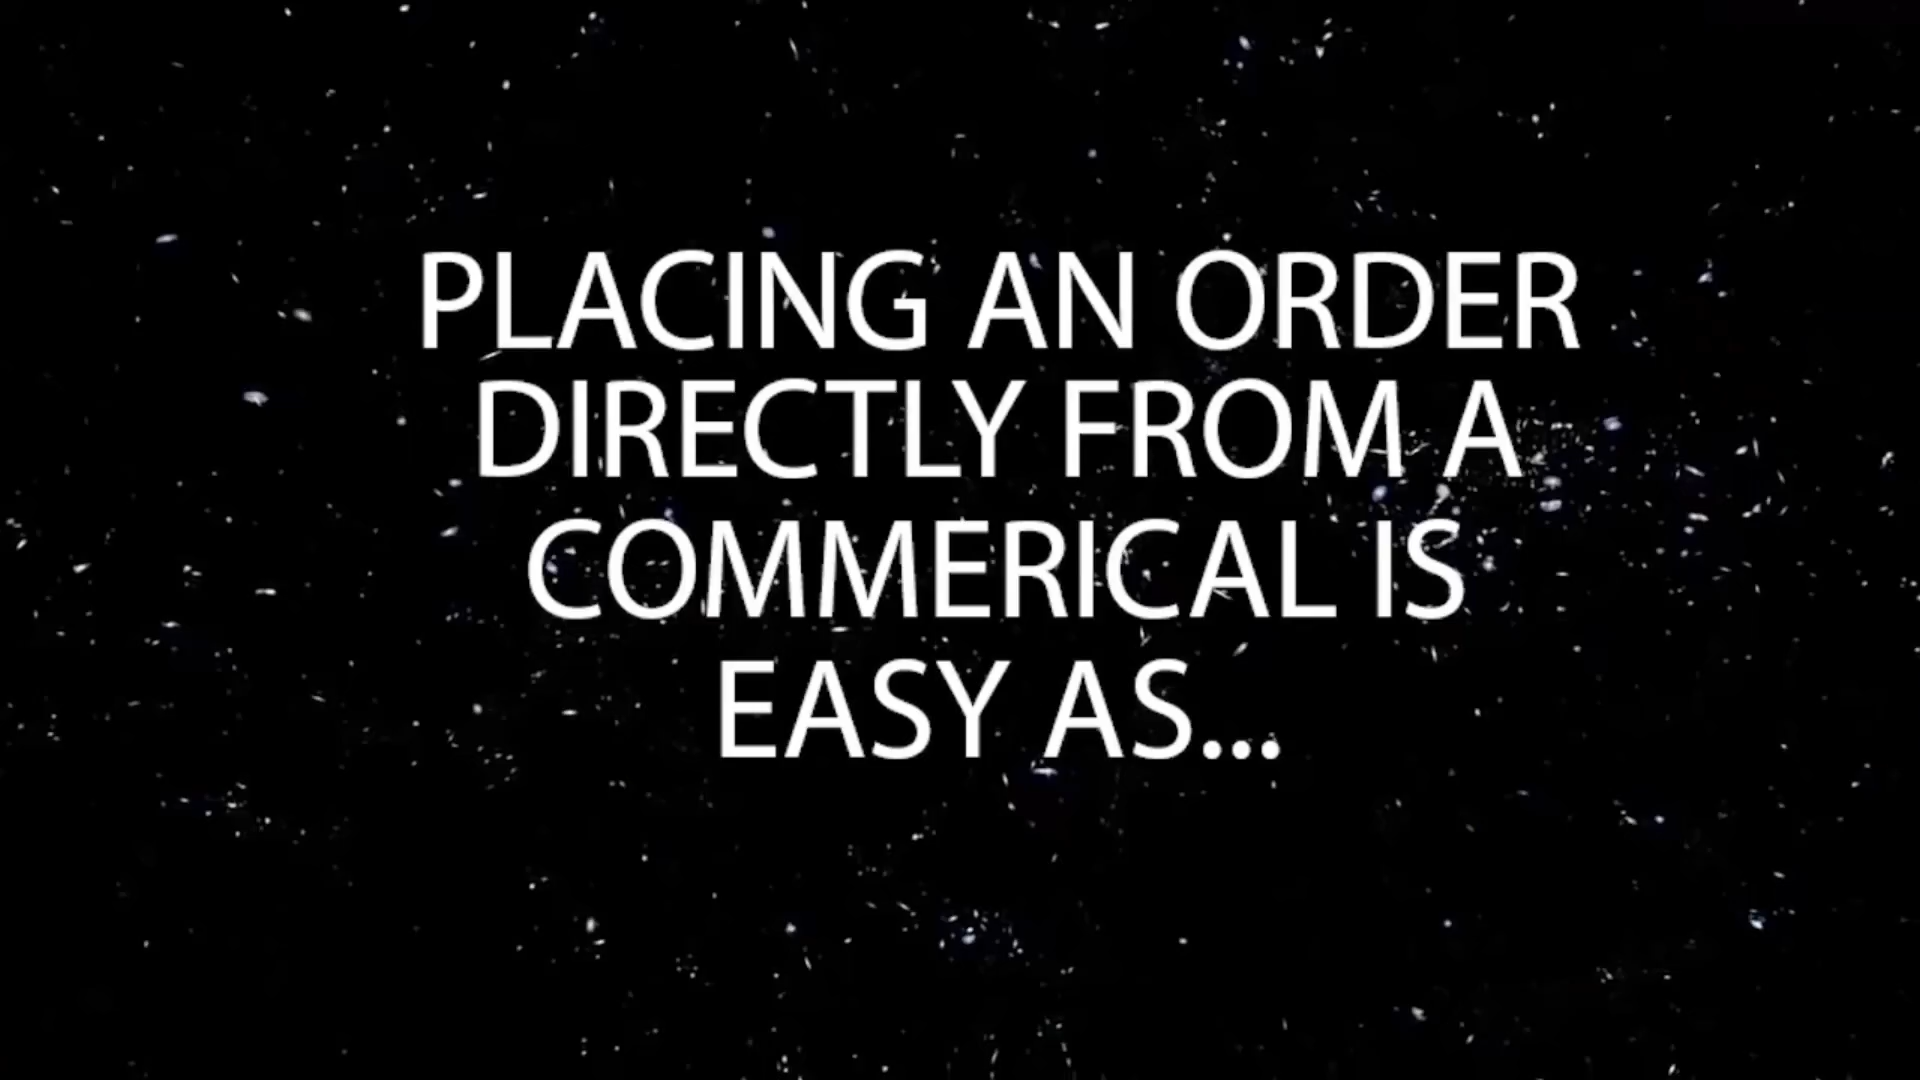 PLACING AN ORDER
DIRECTLY FROM A
COMMERICAL IS
EASY AS...